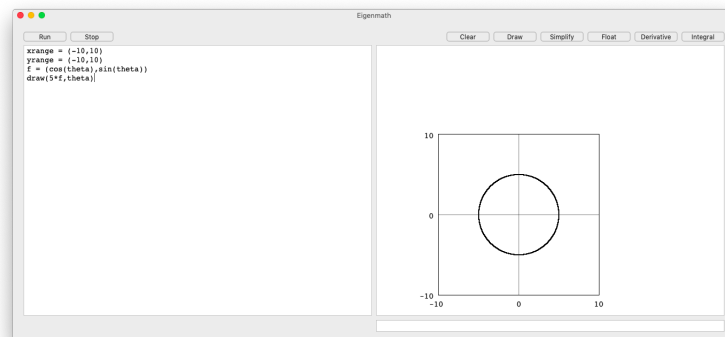 Eigenmath
Run Stop Clear Draw Simplify Float Derivative Integral
xrange = (-10,10)
yrange = (-10,10)
f = (cos(theta),sin(theta))
draw(5*f,theta)
10
0
-10
-10 0 10